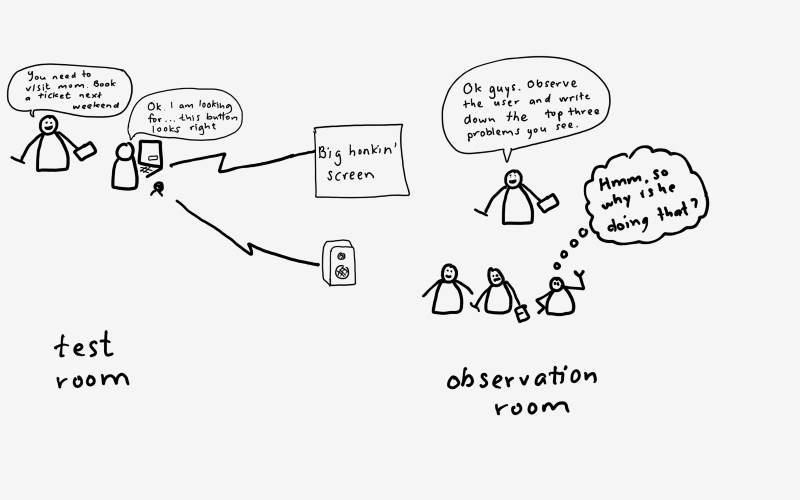 You need to
visit mom. Book
a ticket next
weekend
Ok. I am looking
for... this button
looks right
Big honkin'
screen
Ok guys. Observe
the user and write
down the top three
problems you see.
Hmm, so
why is he
doing that?
test
room
observation
room